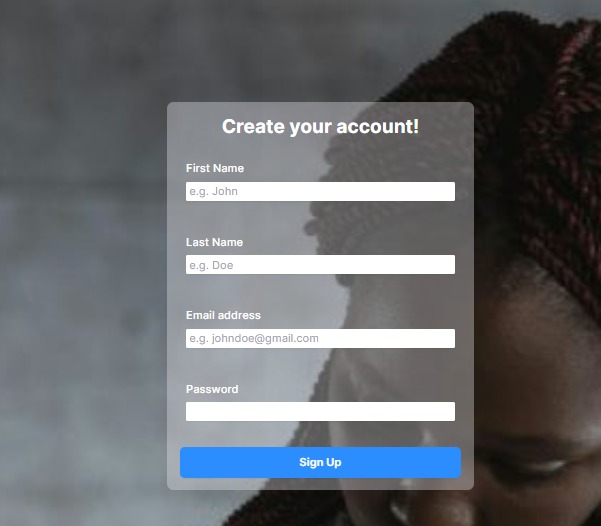 Create your account!
First Name
e.g. John
Last Name
e.g. Doe
Email address
e.g. johndoe@gmail.com
Password
Sign Up